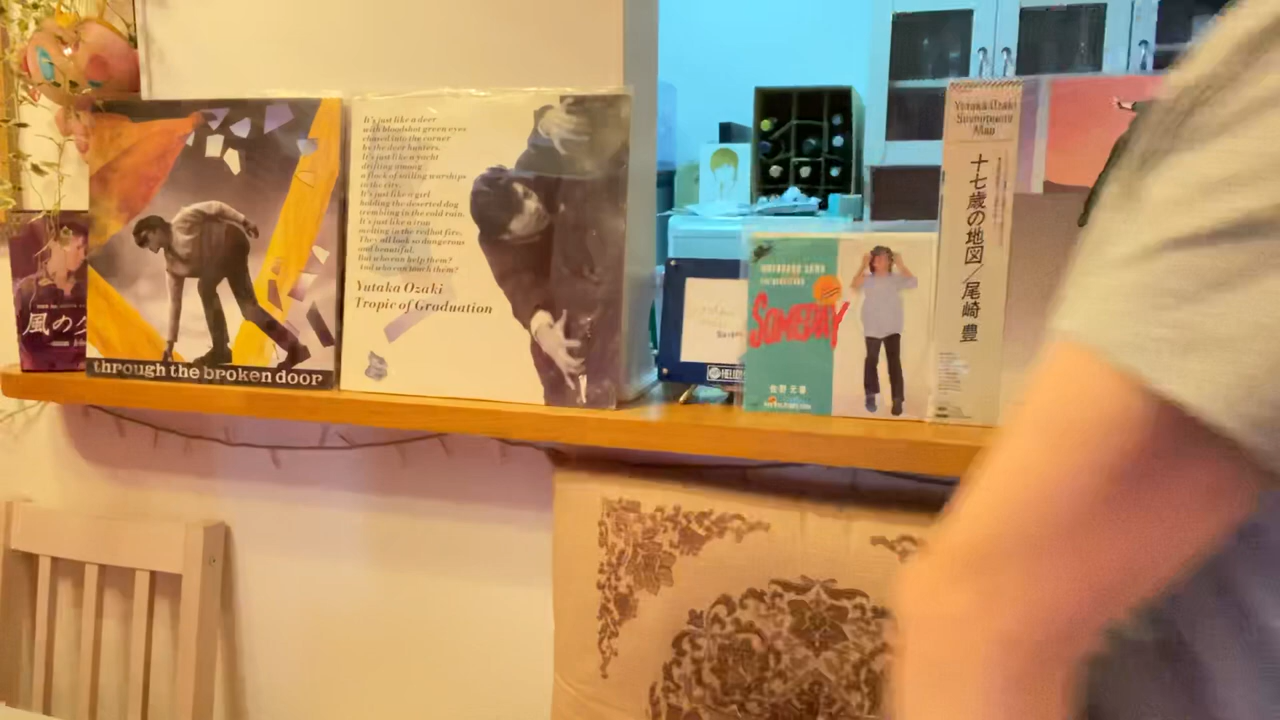 風の
through the broken door
It's just like a deer
with bloodshot green eyes
chased into the corner
by the deer hunters.
It's just like a yacht
drifting among
a flock of sailing warships
in the fire.
It's just like a girl
holding the deserted dog
trembling in the cold rain.
It's just like a iron
melting in the redhot fire.
They all look so dangerous
and beautiful.
But who can help them?
And who can touch them?
Yutaka Ozaki
Tropic of Graduation
SOMEDAY
佐野元春
Yutaka Ozaki
Seventeen's
Map
十七歳の地図/尾崎 豊